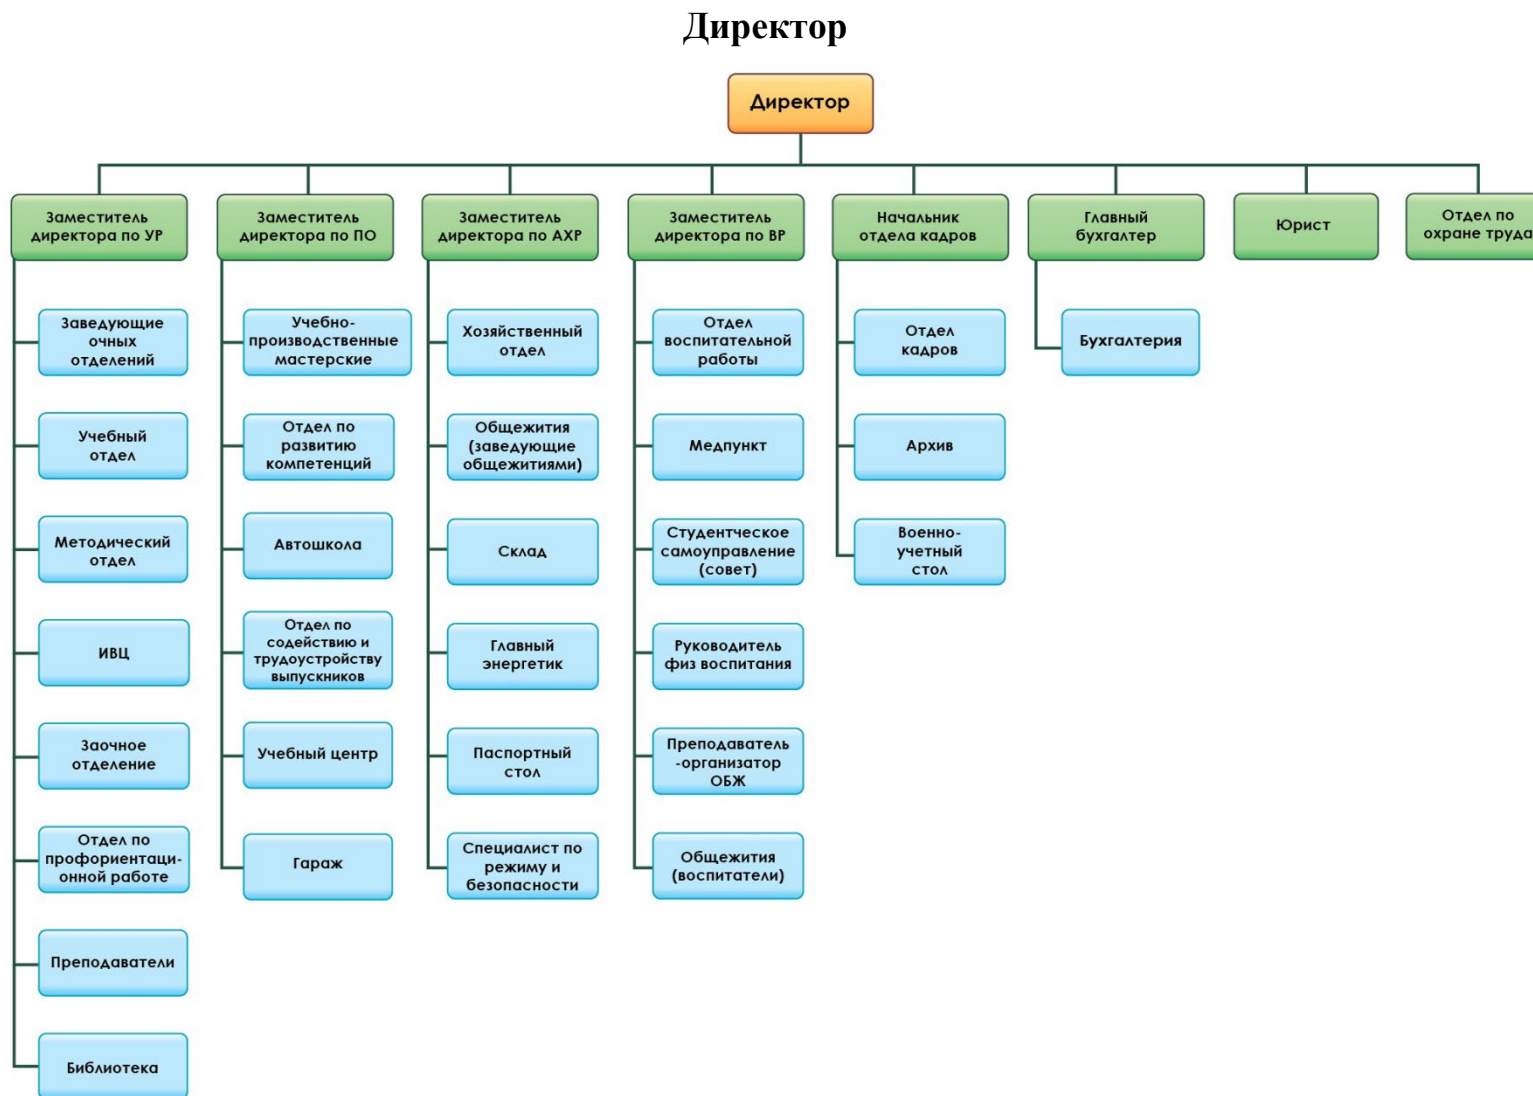 Директор
Директор
Заместитель
директора по УР
Заместитель
директора по ПО
Заместитель
директора по АХР
Заместитель
директора по ВР
Начальник
отдела кадров
Главный
бухгалтер
Юрист
Отдел по
охране труда
Заведующие
очных
отделений
Учебный
отдел
Методический
отдел
ИВЦ
Заочное
отделение
Отдел по
профориентаци-
онной работе
Преподаватели
Библиотека
Учебно-
производственные
мастерские
Отдел по
развитию
компетенций
Автошкола
Отдел по
содействию и
трудоустройству
выпускников
Учебный центр
Гараж
Хозяйственный
отдел
Общежития
(заведующие
общежитиями)
Склад
Главный
энергетик
Паспортный
стол
Специалист по
режиму и
безопасности
Отдел
воспитательной
работы
Медпункт
Студентческое
самоуправление
(совет)
Руководитель
физ воспитания
Преподаватель
-организатор
ОБЖ
Общежития
(воспитатели)
Отдел
кадров
Архив
Военно-
учетный
стол
Бухгалтерия